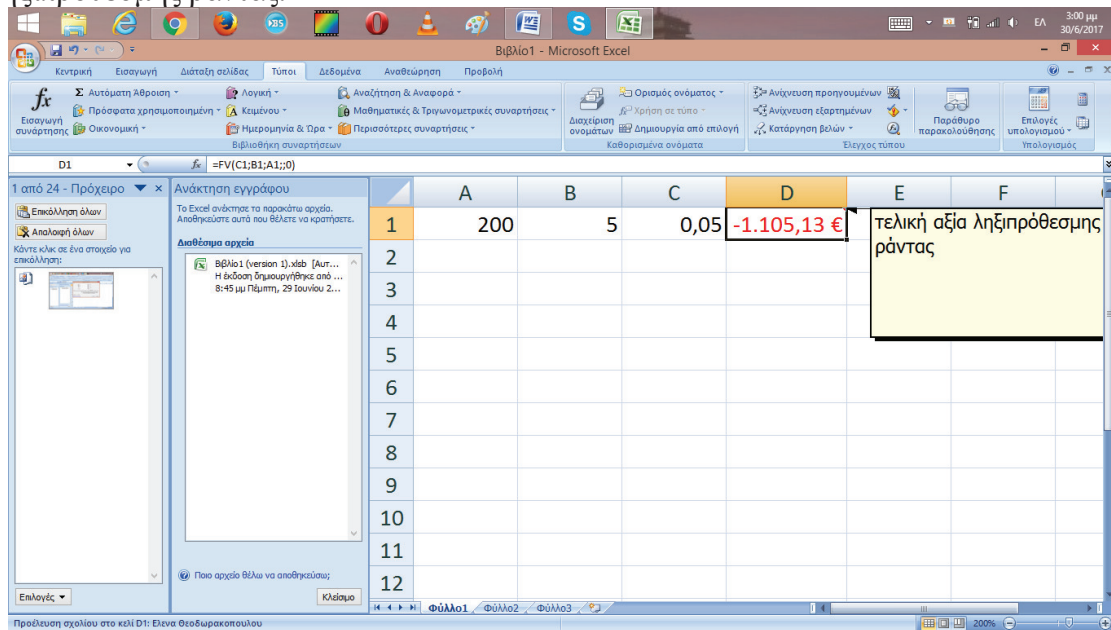 ΕΛ
3:00 μμ
30/6/2017
Βιβλίο1 - Microsoft Excel
Κεντρική Εισαγωγή Διάταξη σελίδας Τύποι Δεδομένα Αναθεώρηση Προβολή
fx
Εισαγωγή
συνάρτησης
Σ Αυτόματη Άθροιση
Πρόσφατα χρησιμοποιημένη
Οικονομική
Λογική
Κειμένου
Ημερομηνία & Ώρα
Αναζήτηση & Αναφορά
Μαθηματικές & Τριγωνομετρικές συναρτήσεις
Περισσότερες συναρτήσεις
Βιβλιοθήκη συναρτήσεων
Διαχείριση
ονομάτων
Ορισμός ονόματος
Χρήση σε τύπο
Δημιουργία από επιλογή
Καθορισμένα ονόματα
Ανίχνευση προηγουμένων
Ανίχνευση εξαρτημένων
Κατάργηση βελών
Έλεγχος τύπου
Παράθυρο
παρακολούθησης
Επιλογές
υπολογισμού
Υπολογισμός
D1 fx =FV(C1;B1;A1;;0)
1 από 24 - Πρόχειρο
Επικόλληση όλων
Απαλοιφή όλων
Κάντε κλικ σε ένα στοιχείο για
επικόλληση:
Επιλογές
Ανάκτηση εγγράφου
Το Excel ανέκτησε τα παρακάτω αρχεία.
Αποθηκεύστε αυτά που θέλετε να κρατήσετε.
Διαθέσιμα αρχεία
Βιβλίο1 (version 1).xlsb [Αυτ...
Η έκδοση δημιουργήθηκε από ...
8:45 μμ Πέμπτη, 29 Ιουνίου 2...
Ποιο αρχείο θέλω να αποθηκεύσω;
Κλείσιμο
A B C D E F
1 200 5 0,05 -1.105,13 €
τελική αξία ληξιπρόθεσμης
ράντας
2
3
4
5
6
7
8
9
10
11
12
Φύλλο1 Φύλλο2 Φύλλο3
Προέλευση σχολίου στο κελί D1: Ελενα Θεοδωρακοπουλου
200%